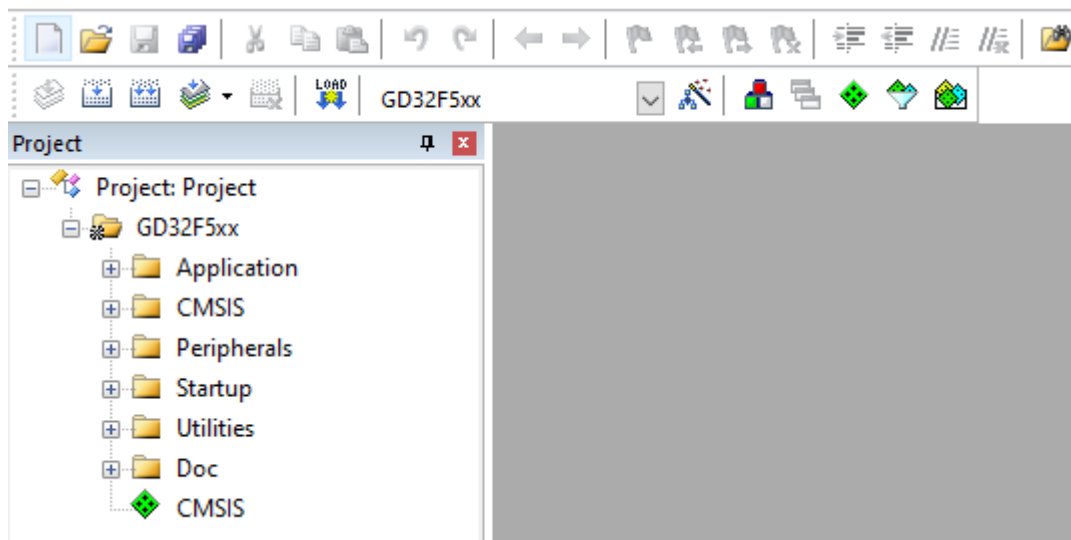 LOAD
GD32F5xx
Project
Project: Project
GD32F5xx
Application
CMSIS
Peripherals
Startup
Utilities
Doc
CMSIS